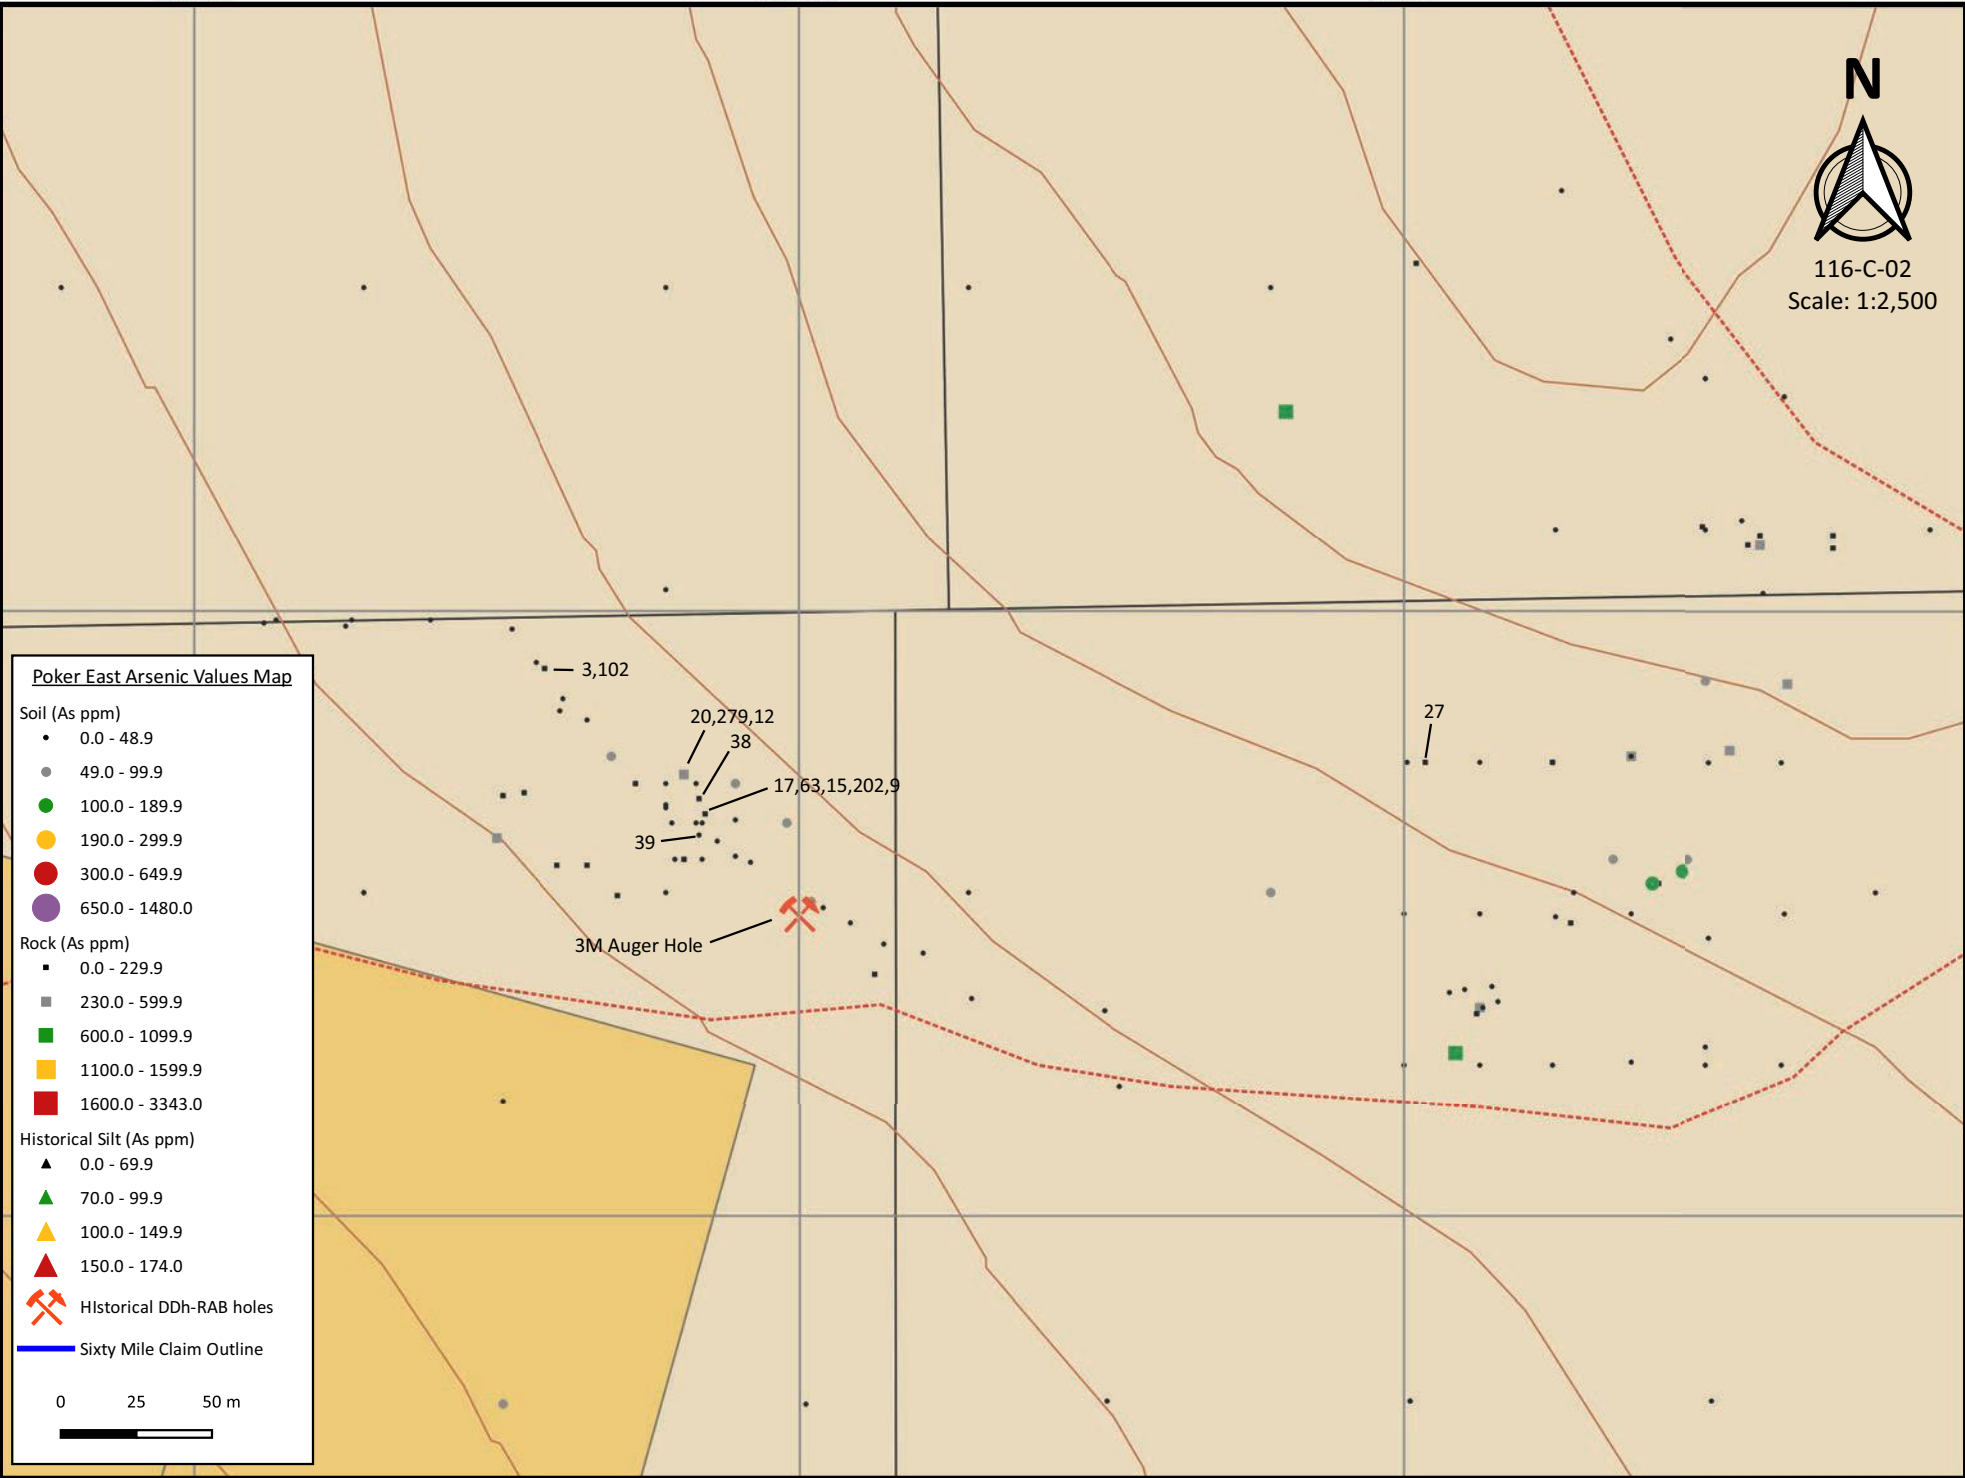 N
116-C-02
Scale: 1:2,500
3,102
20,279,12
38
17,63,15,202,9
39
27
3M Auger Hole
Poker East Arsenic Values Map
Soil (As ppm)
0.0 - 48.9
49.0 - 99.9
100.0 - 189.9
190.0 - 299.9
300.0 - 649.9
650.0 - 1480.0
Rock (As ppm)
0.0 - 229.9
230.0 - 599.9
600.0 - 1099.9
1100.0 - 1599.9
1600.0 - 3343.0
Historical Silt (As ppm)
0.0 - 69.9
70.0 - 99.9
100.0 - 149.9
150.0 - 174.0
HIstorical DDh-RAB holes
Sixty Mile Claim Outline
0 25 50 m